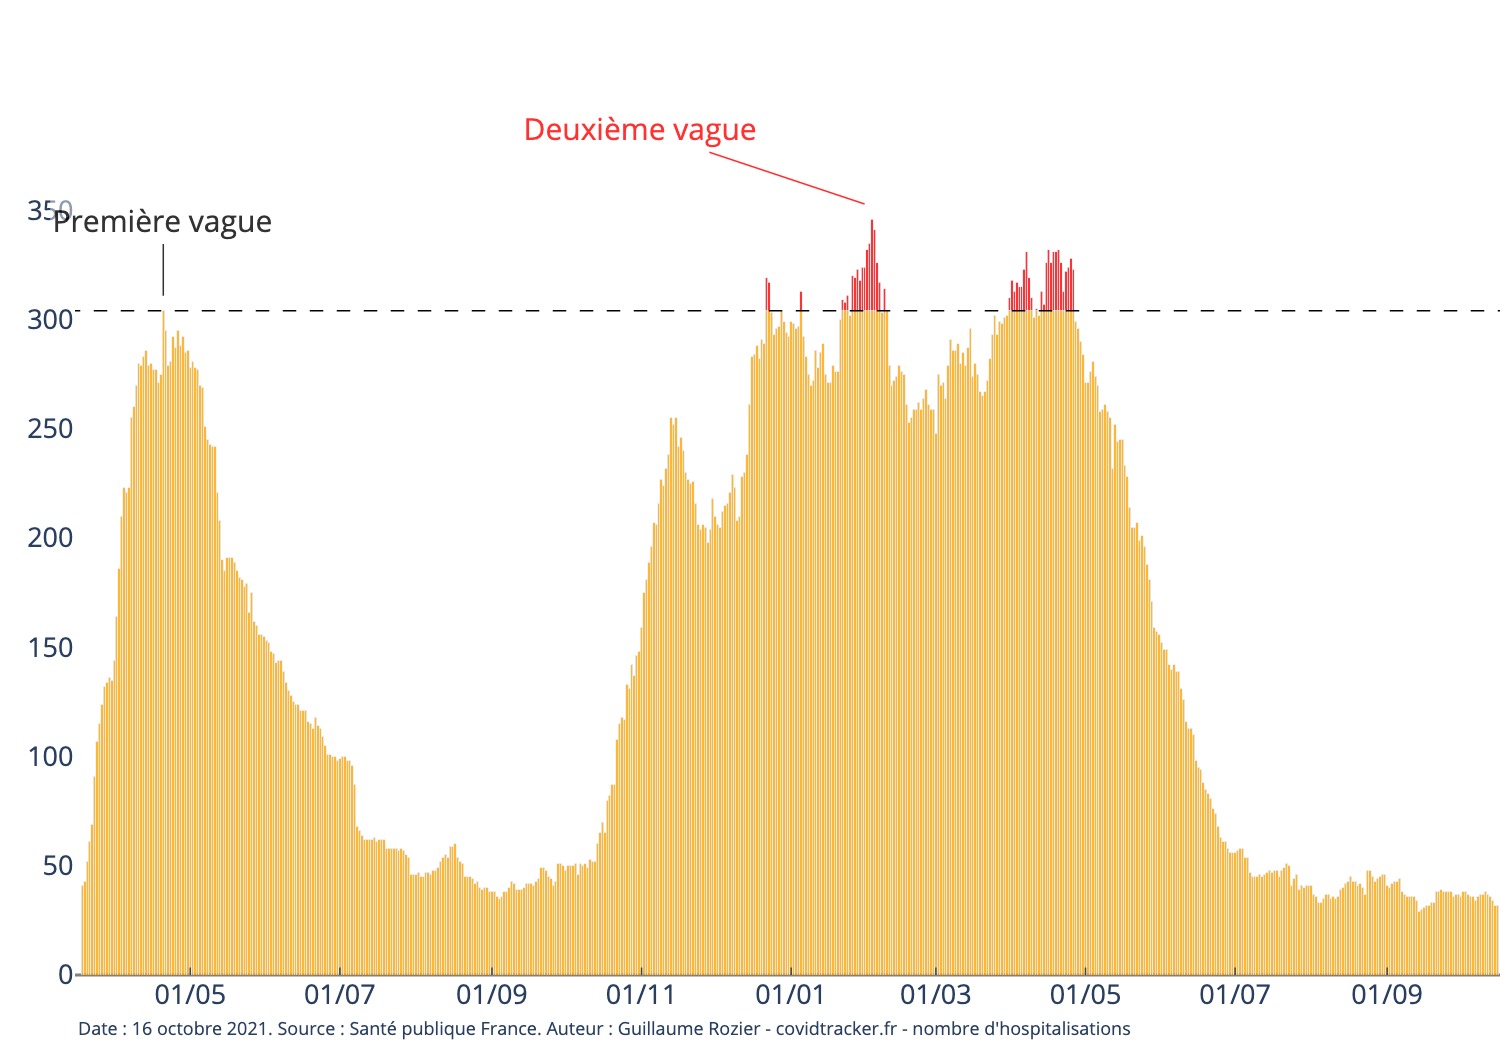 Deuxième vague
350
Première vague
300
250
200
150
100
50
0
01/05 01/07 01/09 01/11 01/01 01/03 01/05 01/07 01/09
Date : 16 octobre 2021. Source : Santé publique France. Auteur : Guillaume Rozier - covidtracker.fr - nombre d'hospitalisations